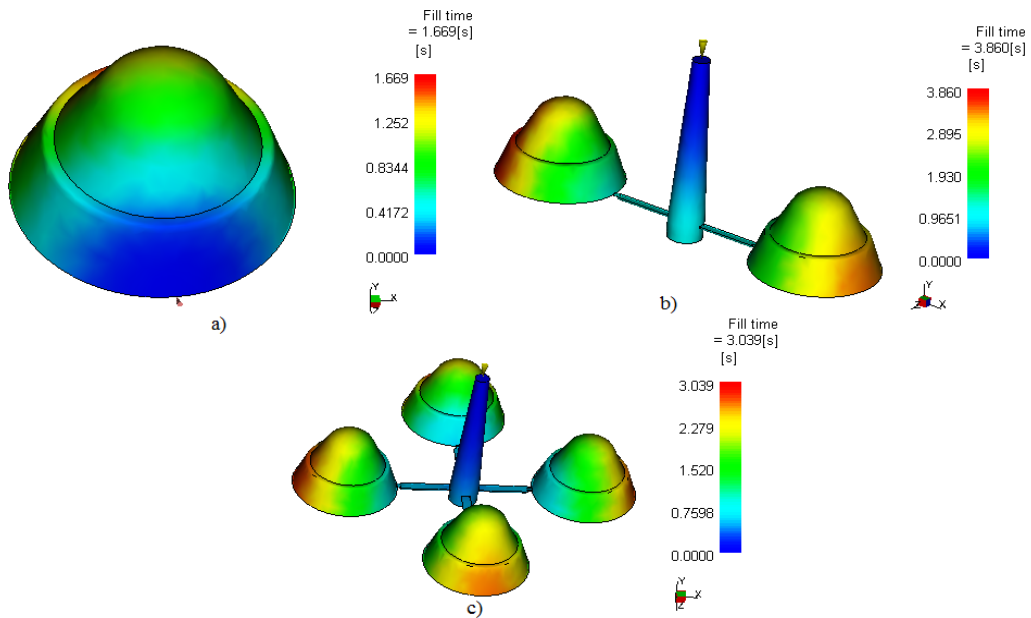 Fill time
= 1.669[s]
[s]
1.669
1.252
0.8344
0.4172
0.0000
Y
X
Z
a)
Fill time
= 3.860[s]
[s]
3.860
2.895
1.930
0.9651
0.0000
Y
Z
X
b)
Fill time
= 3.039[s]
[s]
3.039
2.279
1.520
0.7598
0.0000
Y
X
Z
c)